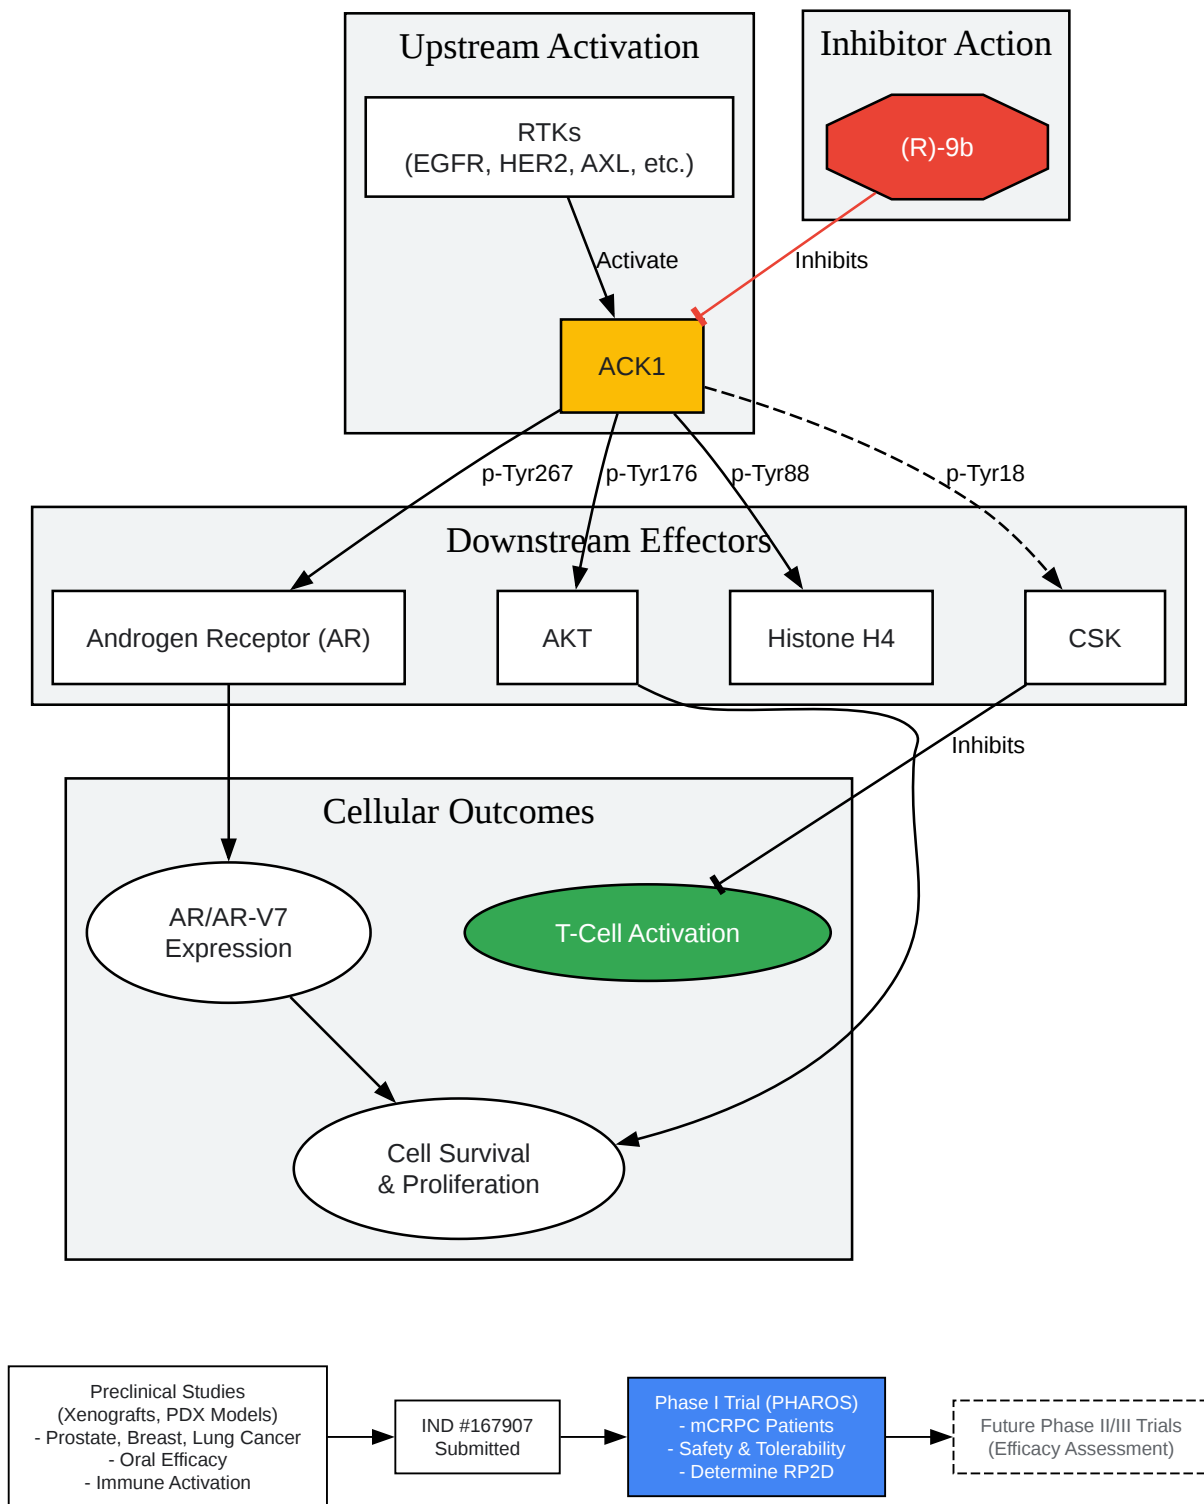 Upstream Activation
Inhibitor Action
RTKs
(EGFR, HER2, AXL, etc.)
(R)-9b
Activate
Inhibits
ACK1
p-Tyr267
p-Tyr176
p-Tyr88
p-Tyr18
Downstream Effectors
Androgen Receptor (AR)
AKT
Histone H4
CSK
Inhibits
Cellular Outcomes
AR/AR-V7
Expression
T-Cell Activation
Cell Survival
& Proliferation
Preclinical Studies
(Xenografts, PDX Models)
- Prostate, Breast, Lung Cancer
- Oral Efficacy
- Immune Activation
IND #167907
Submitted
Phase I Trial (PHAROS)
- mCRPC Patients
- Safety & Tolerability
- Determine RP2D
Future Phase II/III Trials
(Efficacy Assessment)